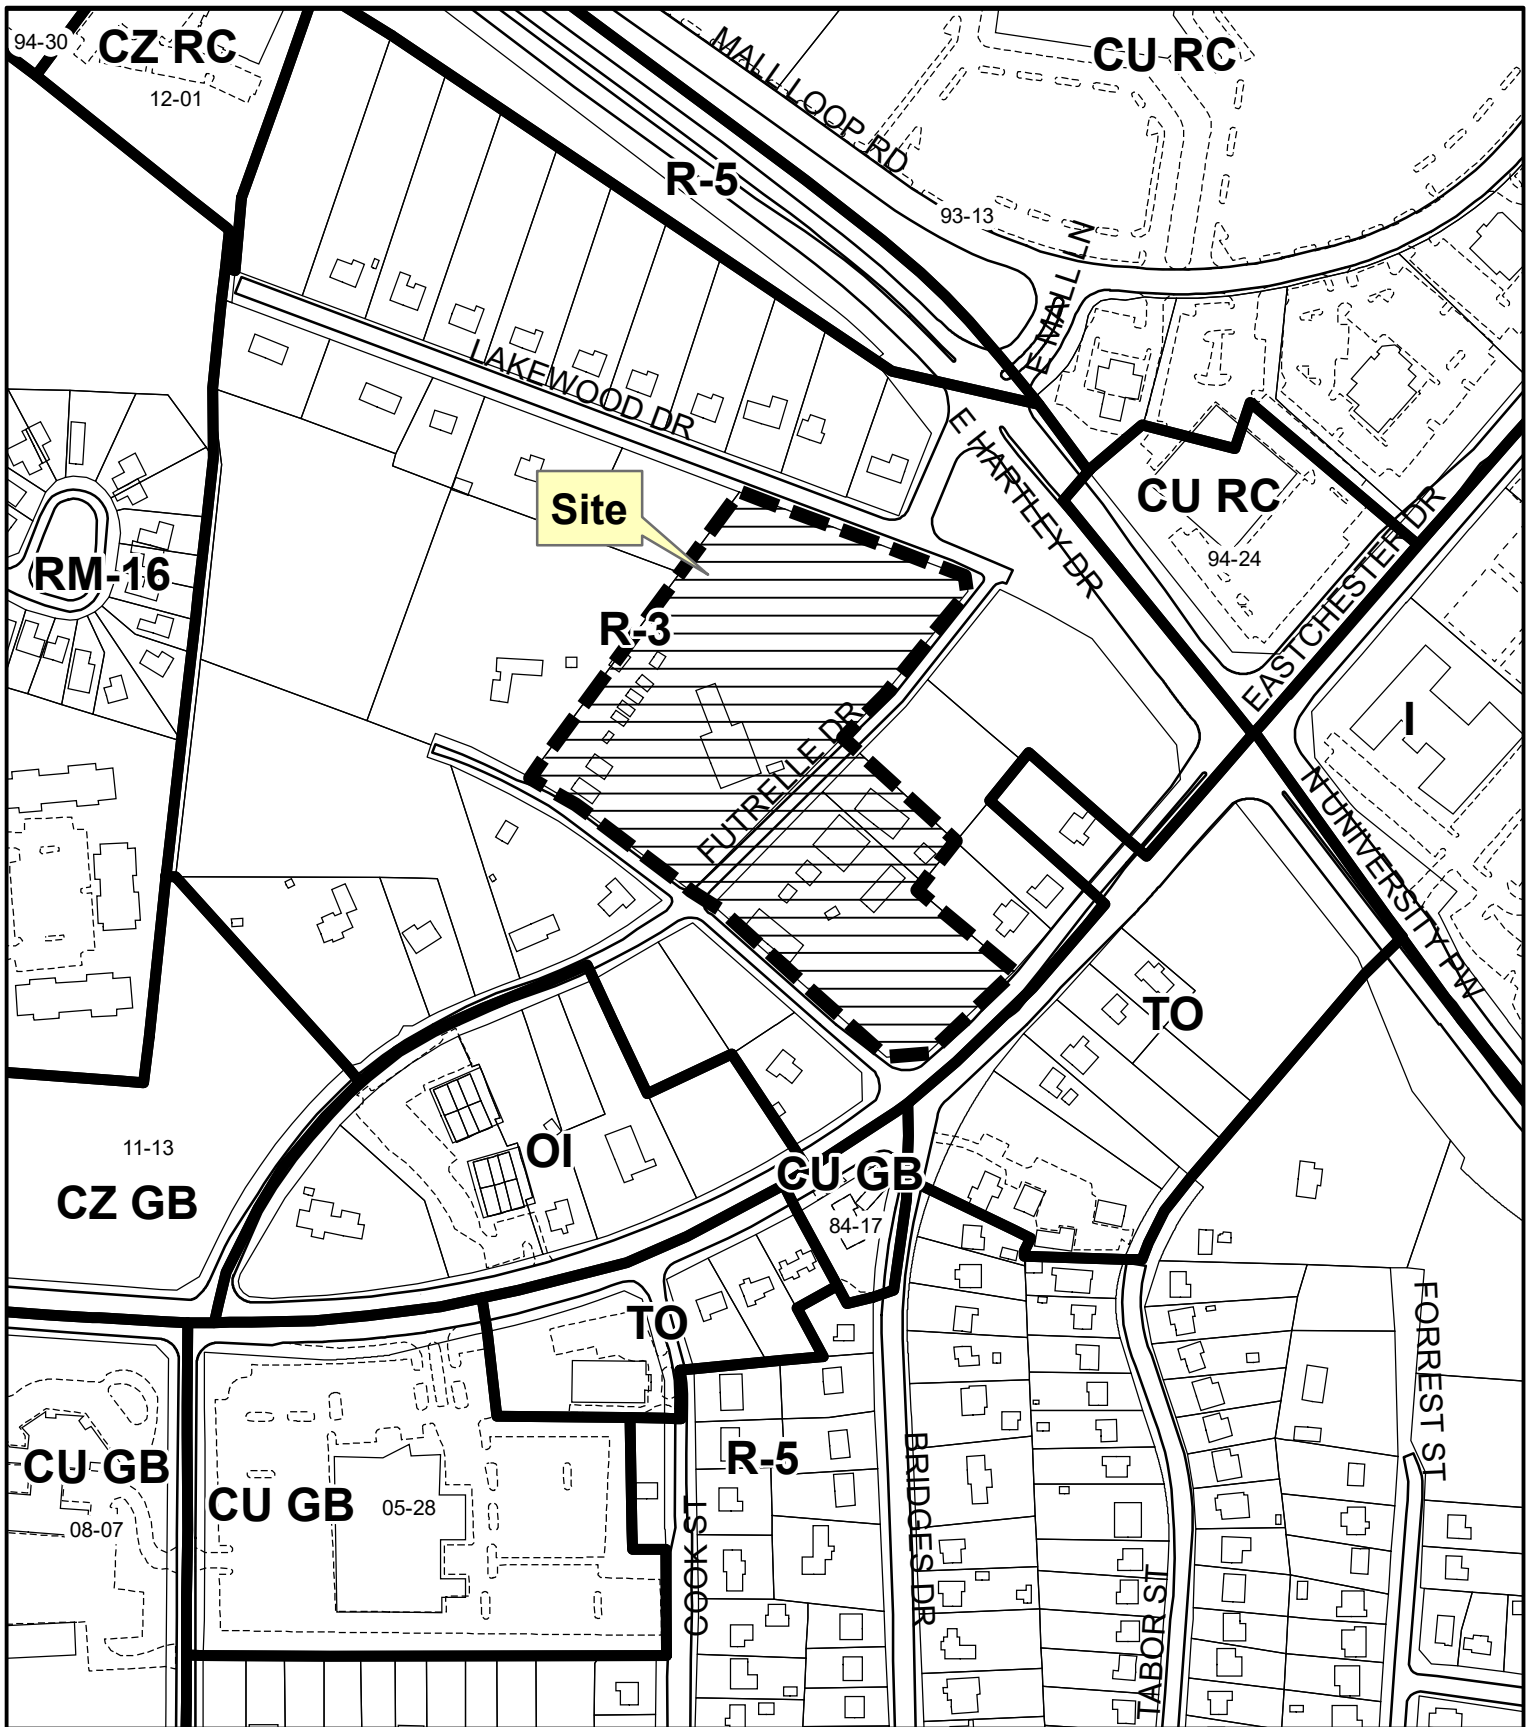 94-30
CZ RC
12-01
MALL LOOP RD
CU RC
R-5
93-13
E MALL LN
LAKEWOOD DR
E HARTLEY DR
CU RC
94-24
EASTCHESTER DR
Site
RM-16
R-3
I
FUTRELLE DR
N UNIVERSITY PW
TO
11-13
CZ GB
OI
CU GB
84-17
TO
FORREST ST
CU GB
08-07
CU GB
05-28
R-5
COOK ST
BRIDGES DR
TABOR ST